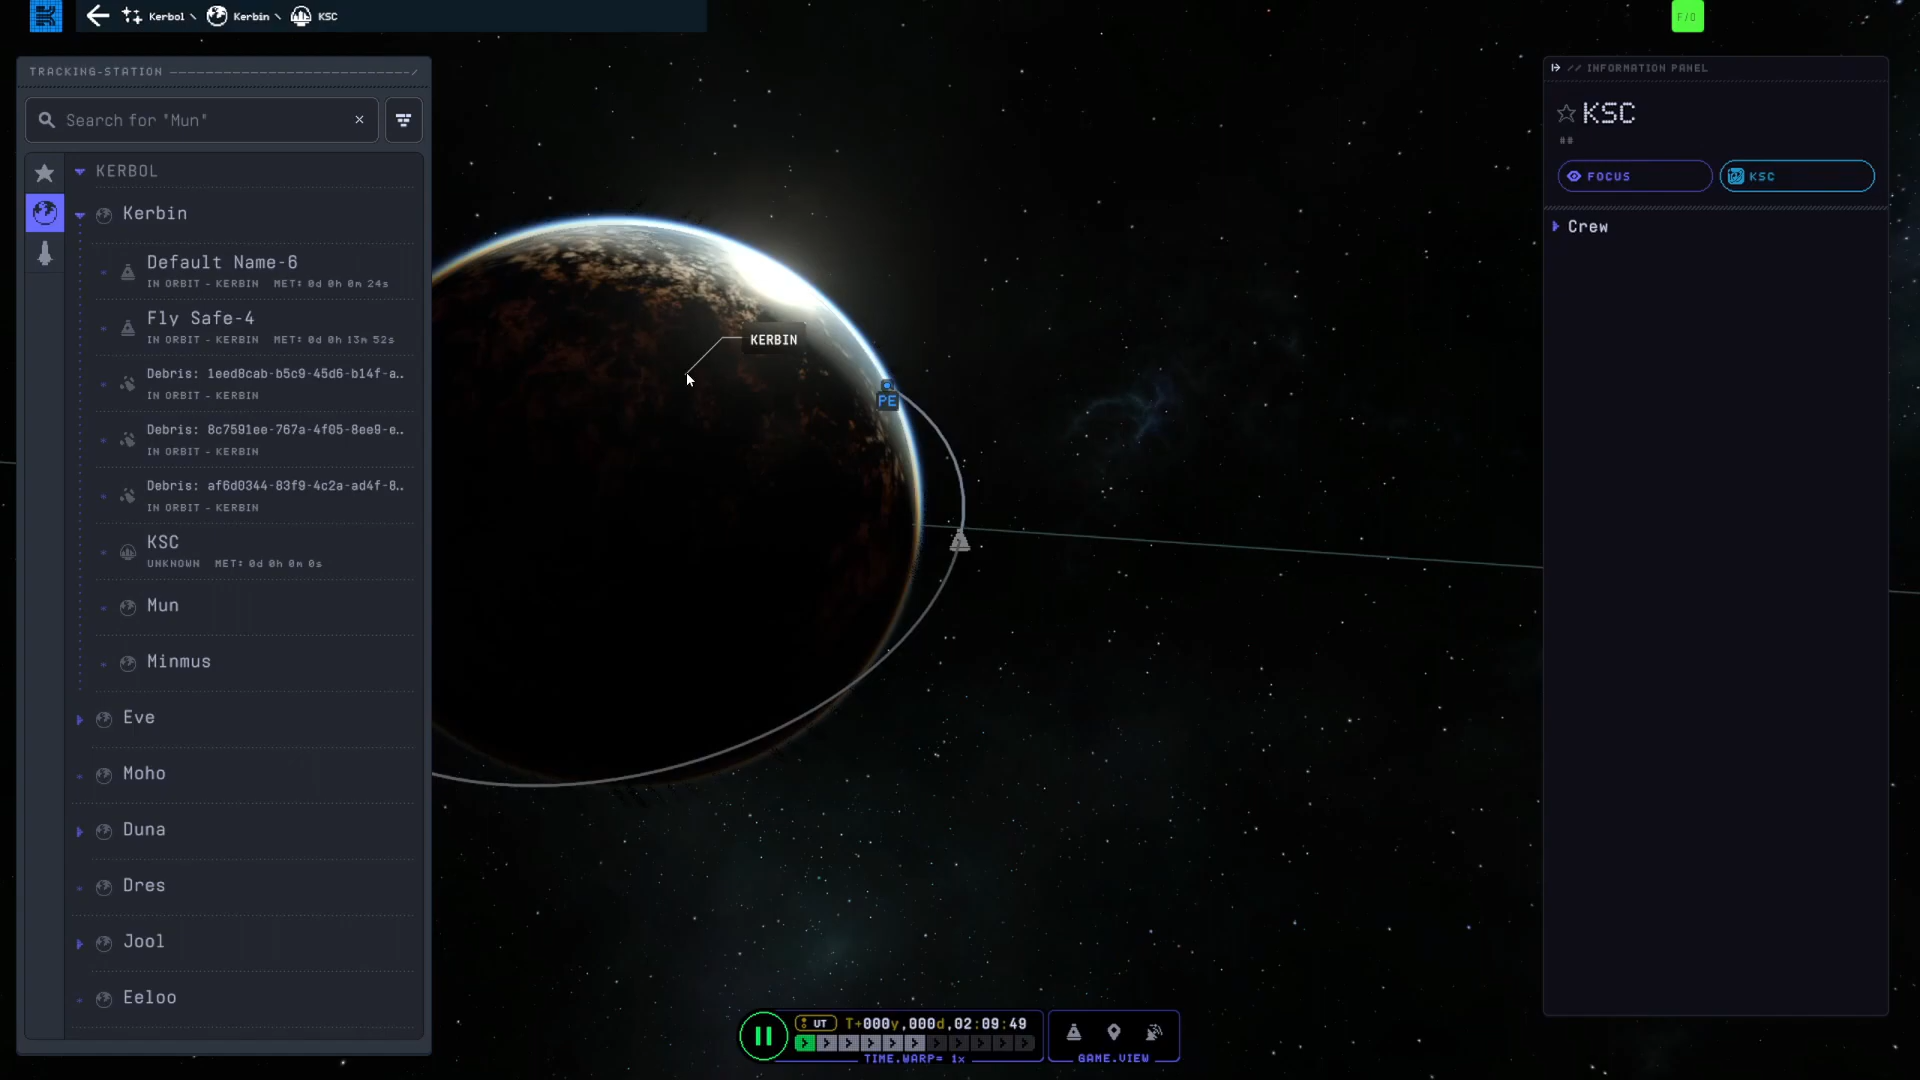 Kerbol \ Kerbin \ KSC
F/O
TRACKING-STATION
Search for "Mun"
KERBOL
Kerbin
Default Name-6
IN ORBIT - KERBIN MET: 0d 0h 0m 24s
Fly Safe-4
IN ORBIT - KERBIN MET: 0d 0h 13m 52s
Debris: 1eed8cab-b5c9-45d6-b14f-a..
IN ORBIT - KERBIN
Debris: 8c7591ee-767a-4f05-8ee9-e..
IN ORBIT - KERBIN
Debris: af6d0344-83f9-4c2a-ad4f-8..
IN ORBIT - KERBIN
KSC
UNKNOWN MET: 0d 0h 0m 0s
Mun
Minmus
Eve
Moho
Duna
Dres
Jool
Eeloo
KERBIN
PE
// INFORMATION PANEL
KSC
FOCUS
KSC
Crew
UT T+000y,000d,02:09:49
TIME.WARP= 1x
GAME.VIEW